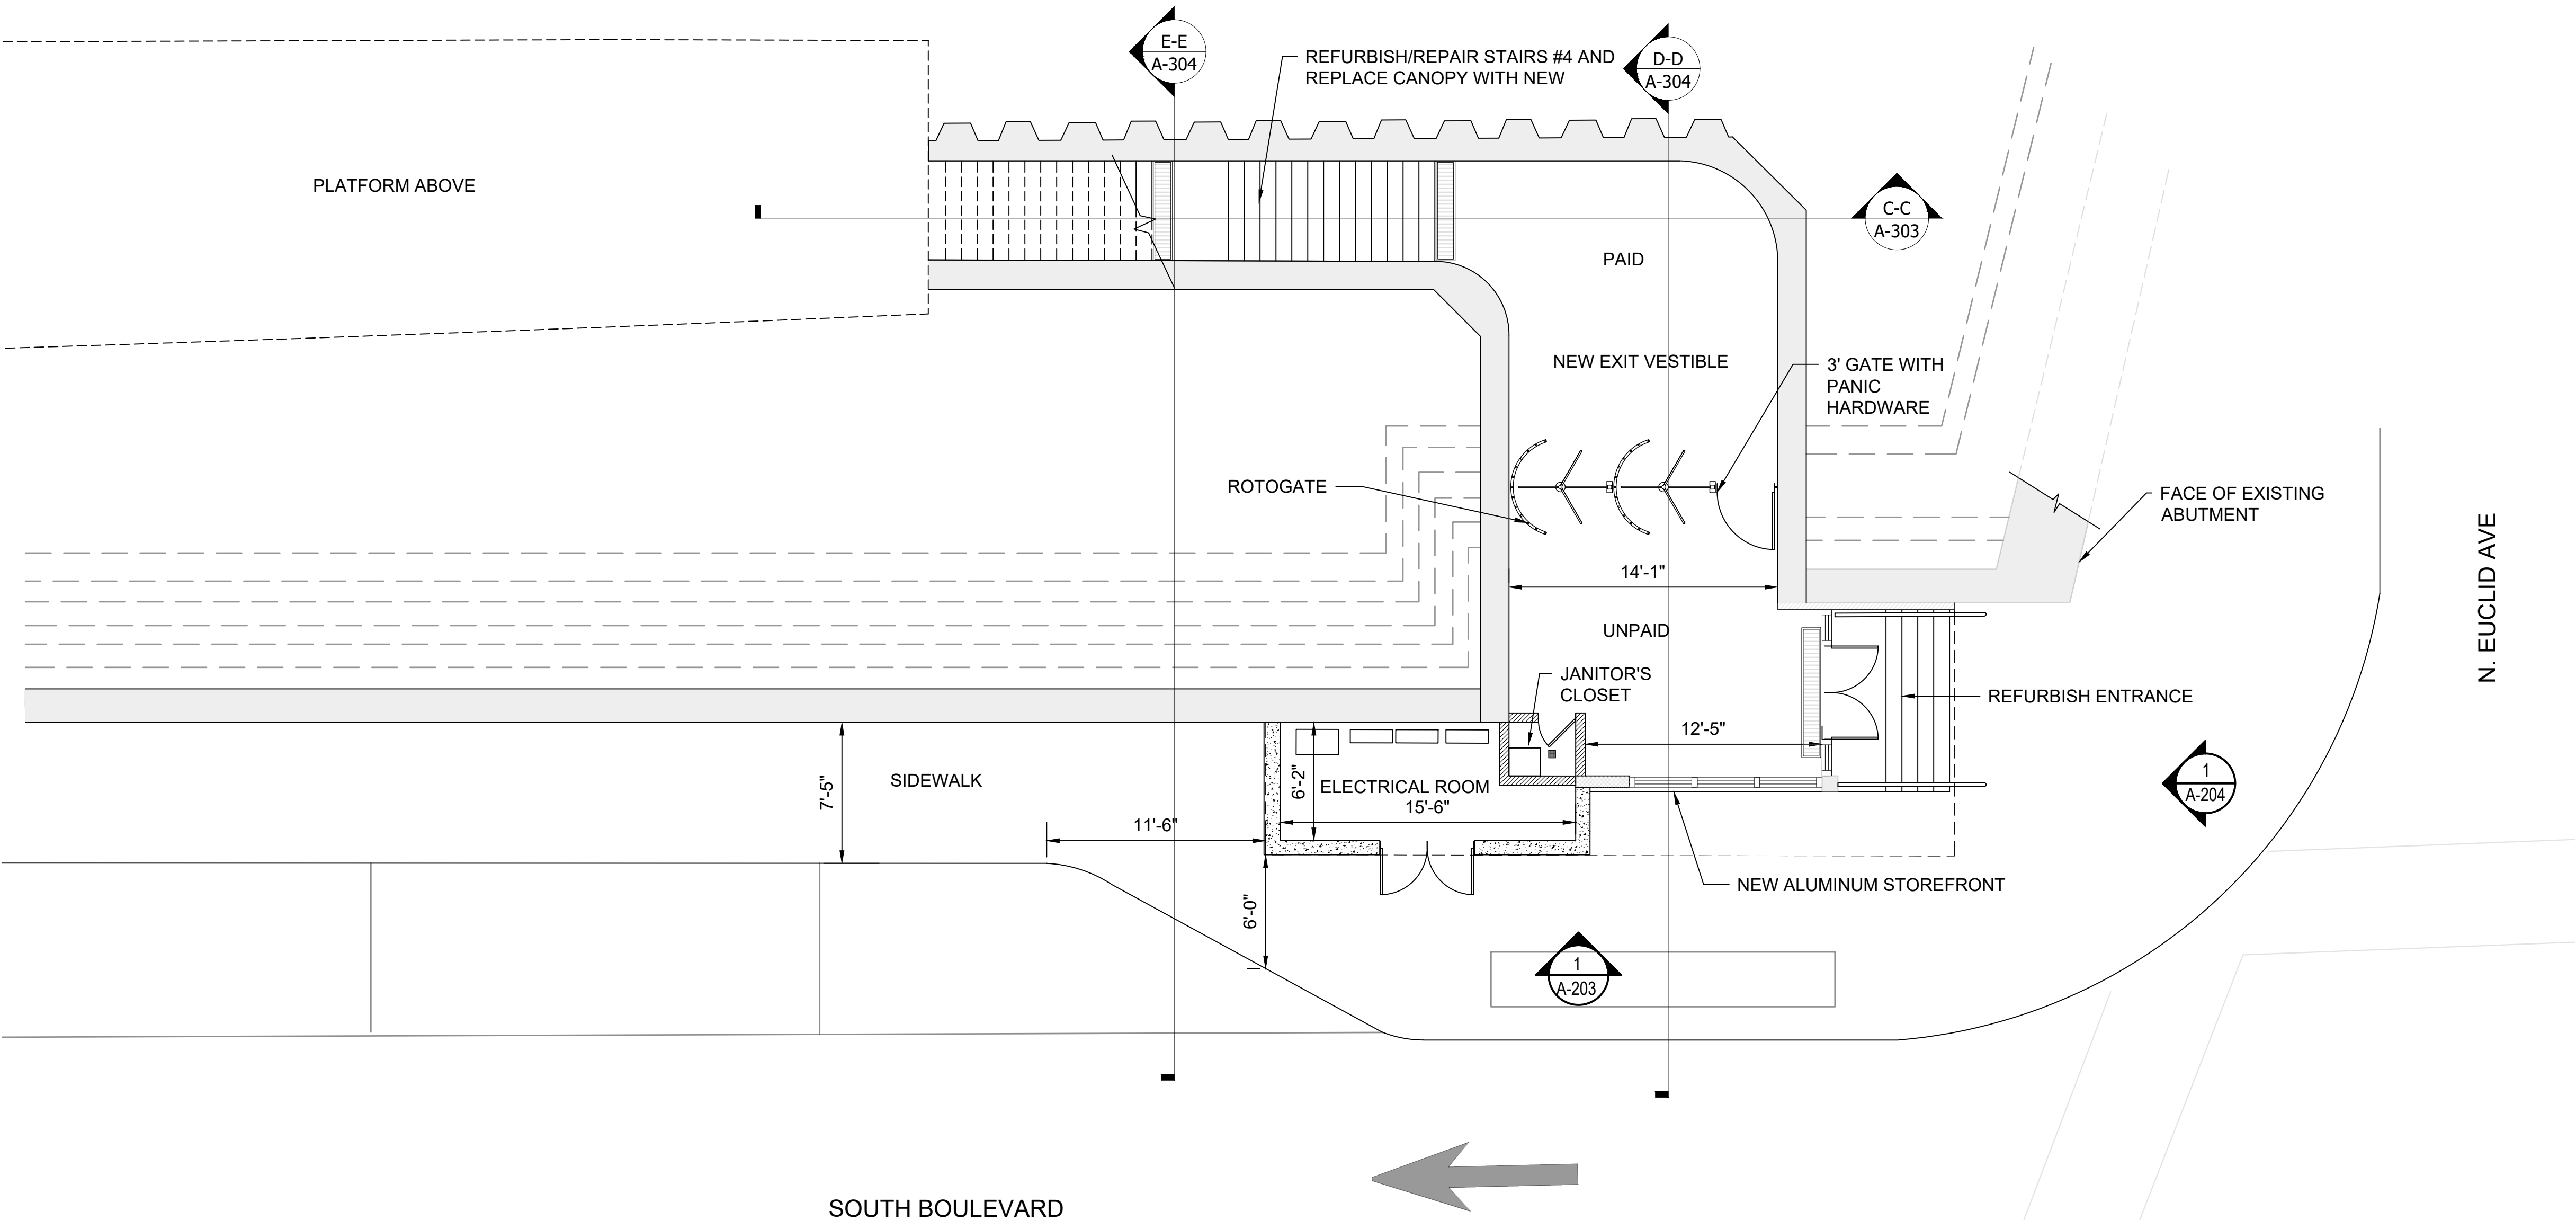 E-E
A-304
REFURBISH/REPAIR STAIRS #4 AND
REPLACE CANOPY WITH NEW
D-D
A-304
PLATFORM ABOVE
C-C
A-303
PAID
NEW EXIT VESTIBLE
3' GATE WITH
PANIC
HARDWARE
ROTOGATE
FACE OF EXISTING
ABUTMENT
N. EUCLID AVE
14'-1"
UNPAID
JANITOR'S
CLOSET
REFURBISH ENTRANCE
12'-5"
7'-5"
SIDEWALK
6'-2"
ELECTRICAL ROOM
15'-6"
1
A-204
11'-6"
6'-0"
NEW ALUMINUM STOREFRONT
1
A-203
SOUTH BOULEVARD